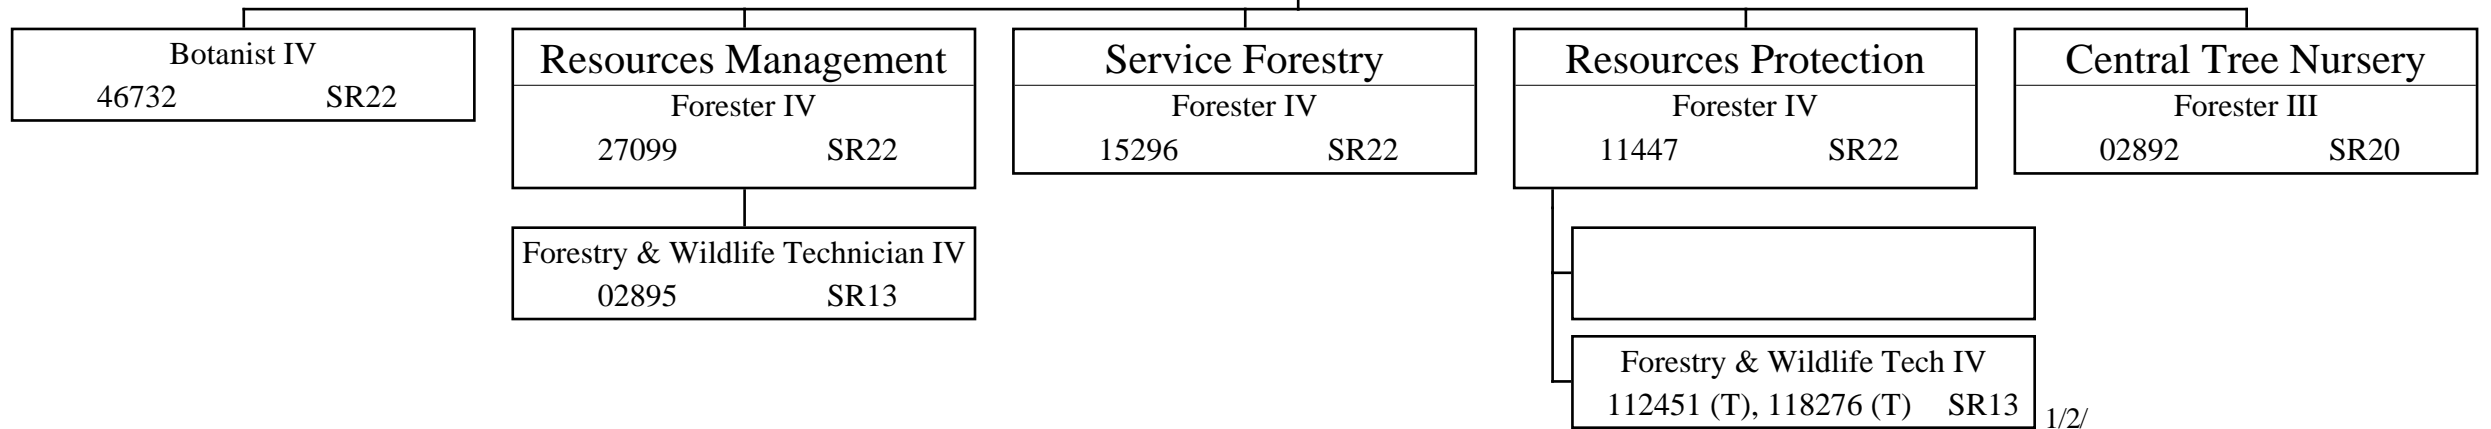 Botanist IV
46732 SR22
Resources Management
Forester IV
27099 SR22
Forestry & Wildlife Technician IV
02895 SR13
Service Forestry
Forester IV
15296 SR22
Resources Protection
Forester IV
11447 SR22
Forestry & Wildlife Tech IV
112451 (T), 118276 (T) SR13 1/2/
Central Tree Nursery
Forester III
02892 SR20